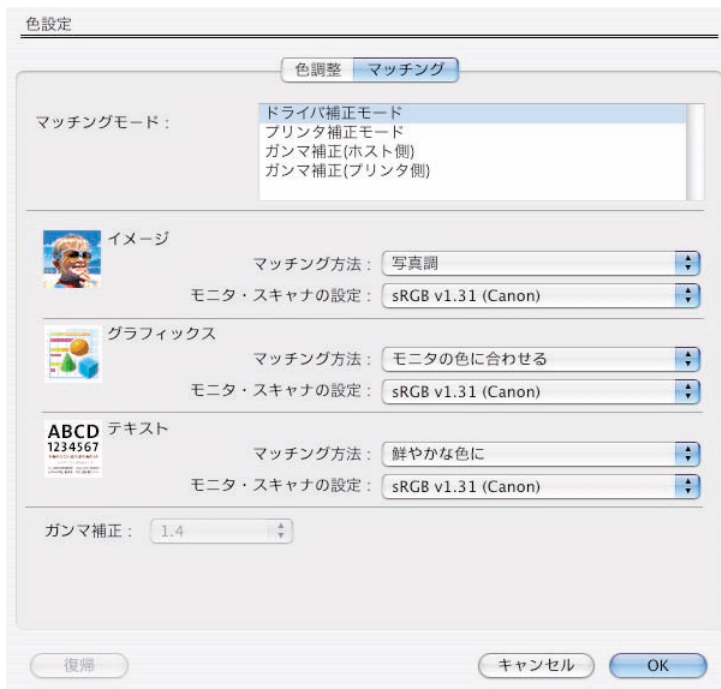 色設定
色調整 マッチング
マッチングモード：
ドライバ補正モード
プリンタ補正モード
ガンマ補正(ホスト側)
ガンマ補正(プリンタ側)
イメージ
マッチング方法： 写真調
モニタ・スキャナの設定： sRGB v1.31 (Canon)
グラフィックス
マッチング方法： モニタの色に合わせる
モニタ・スキャナの設定： sRGB v1.31 (Canon)
ABCD
1234567
テキスト
マッチング方法： 鮮やかな色に
モニタ・スキャナの設定： sRGB v1.31 (Canon)
ガンマ補正： 1.4
復帰 キャンセル OK